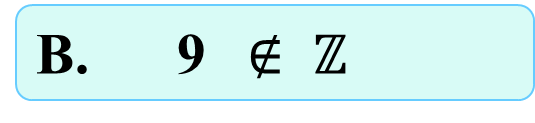 B. 9 ∉ ℤ